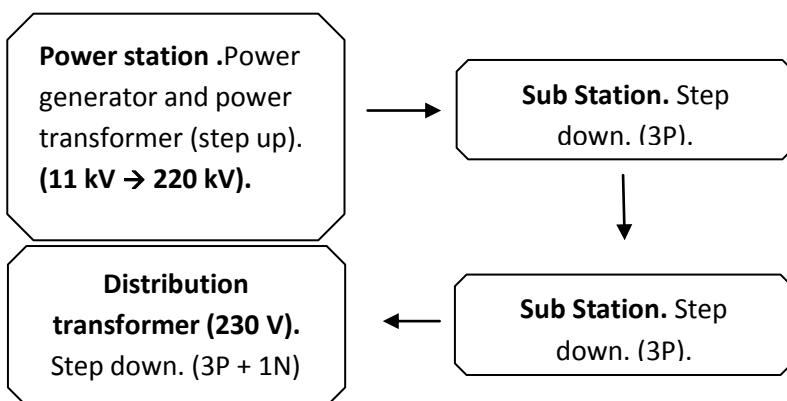 Power station .Power
generator and power
transformer (step up).
(11 kV → 220 kV).
Sub Station. Step
down. (3P).
Sub Station. Step
down. (3P).
Distribution
transformer (230 V).
Step down. (3P + 1N)